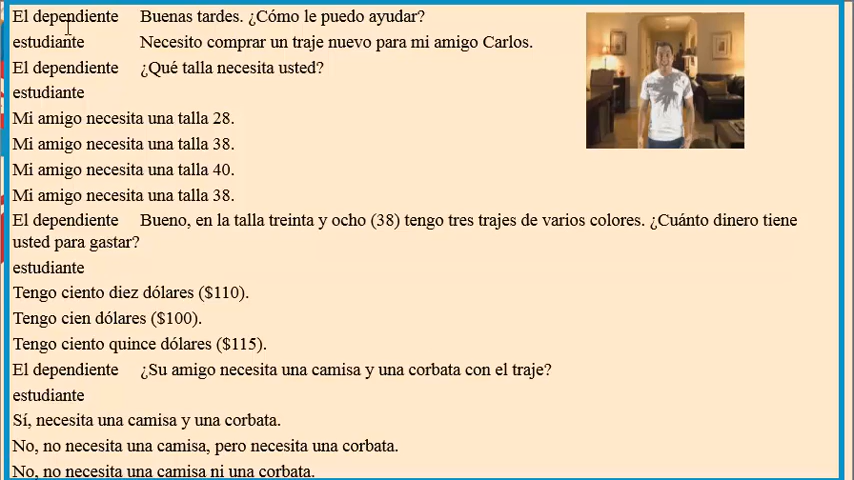 El dependiente Buenas tardes. ¿Cómo le puedo ayudar?
estudiante Necesito comprar un traje nuevo para mi amigo Carlos.
El dependiente ¿Qué talla necesita usted?
estudiante
Mi amigo necesita una talla 28.
Mi amigo necesita una talla 38.
Mi amigo necesita una talla 40.
Mi amigo necesita una talla 38.
El dependiente Bueno, en la talla treinta y ocho (38) tengo tres trajes de varios colores. ¿Cuánto dinero tiene
usted para gastar?
estudiante
Tengo ciento diez dólares ($110).
Tengo cien dólares ($100).
Tengo ciento quince dólares ($115).
El dependiente ¿Su amigo necesita una camisa y una corbata con el traje?
estudiante
Sí, necesita una camisa y una corbata.
No, no necesita una camisa, pero necesita una corbata.
No, no necesita una camisa ni una corbata.